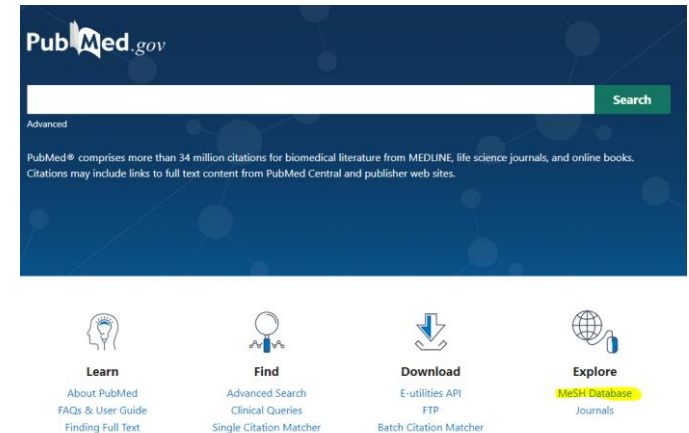 PubMed.gov
Search
Advanced
PubMed® comprises more than 34 million citations for biomedical literature from MEDLINE, life science journals, and online books.
Citations may include links to full text content from PubMed Central and publisher web sites.
Learn
About PubMed
FAQs & User Guide
Finding Full Text
Find
Advanced Search
Clinical Queries
Single Citation Matcher
Download
E-utilities API
FTP
Batch Citation Matcher
Explore
MeSH Database
Journals